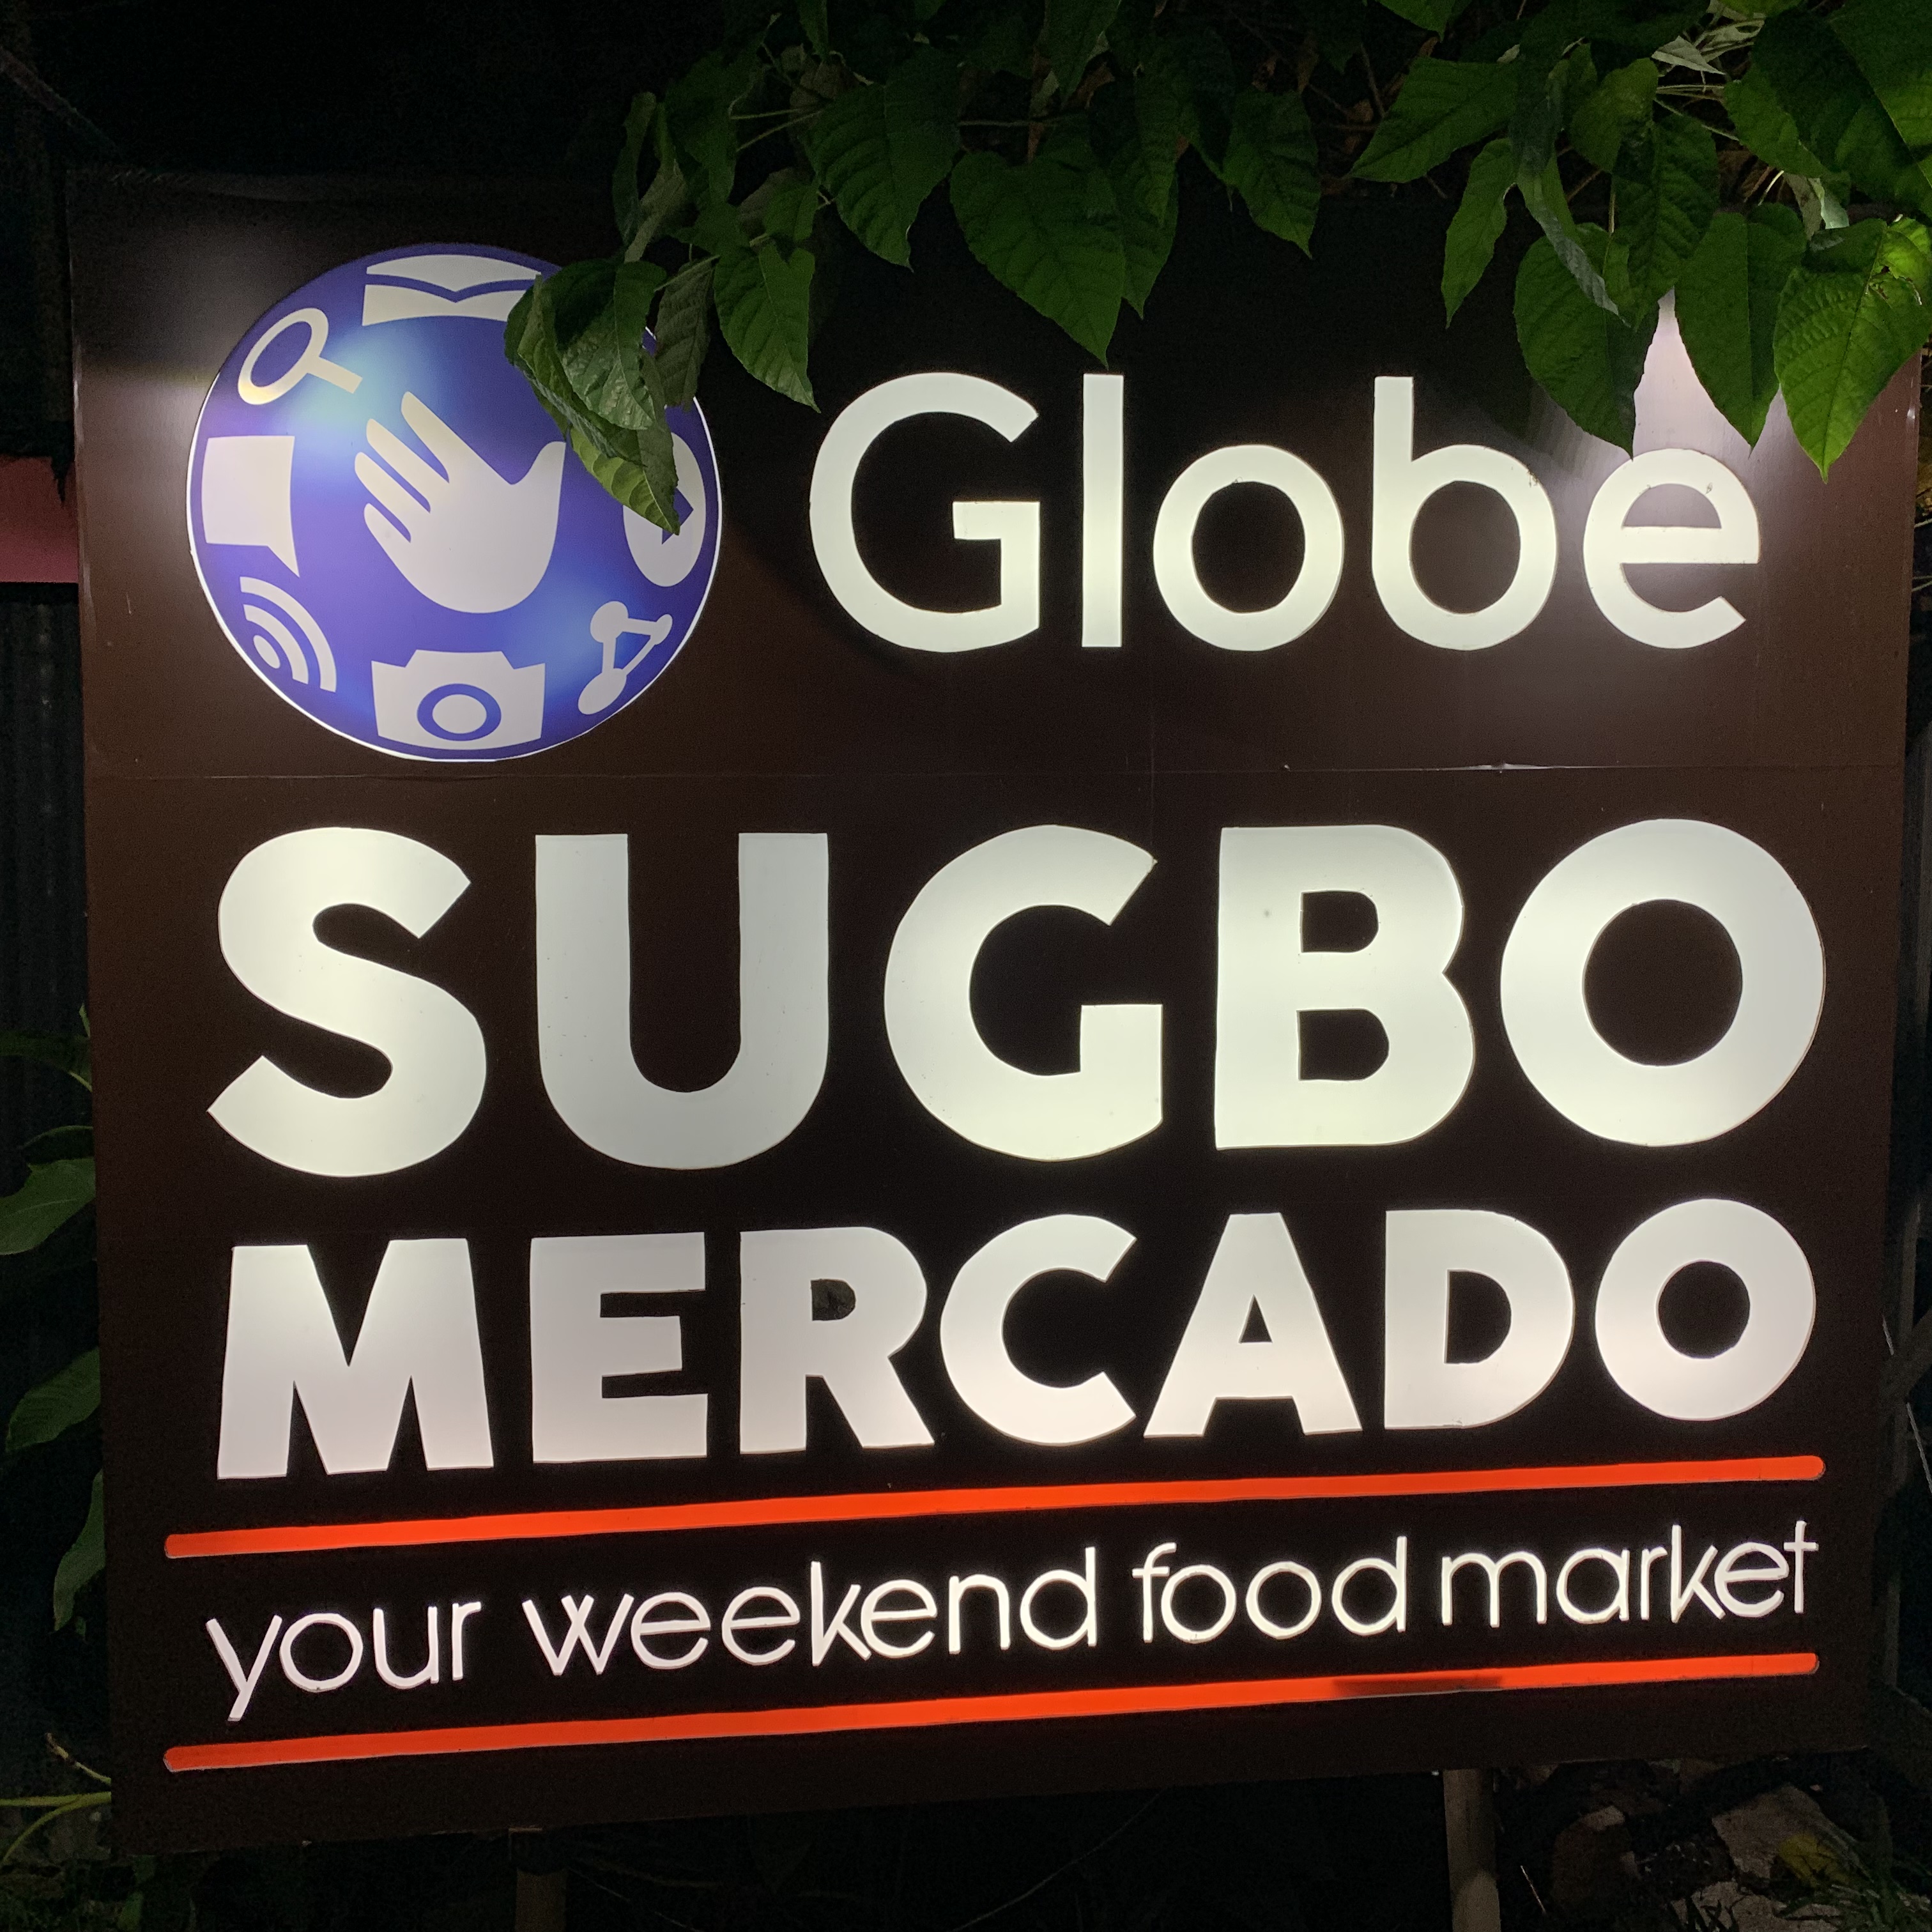 Globe
SUGBO
MERCADO
your weekend food market